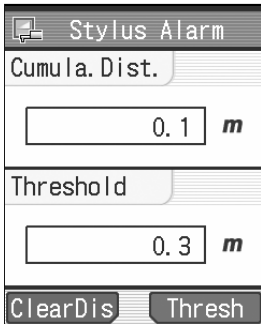 Stylus Alarm
Cumula.Dist.
0.1 m
Threshold
0.3 m
ClearDis Thresh